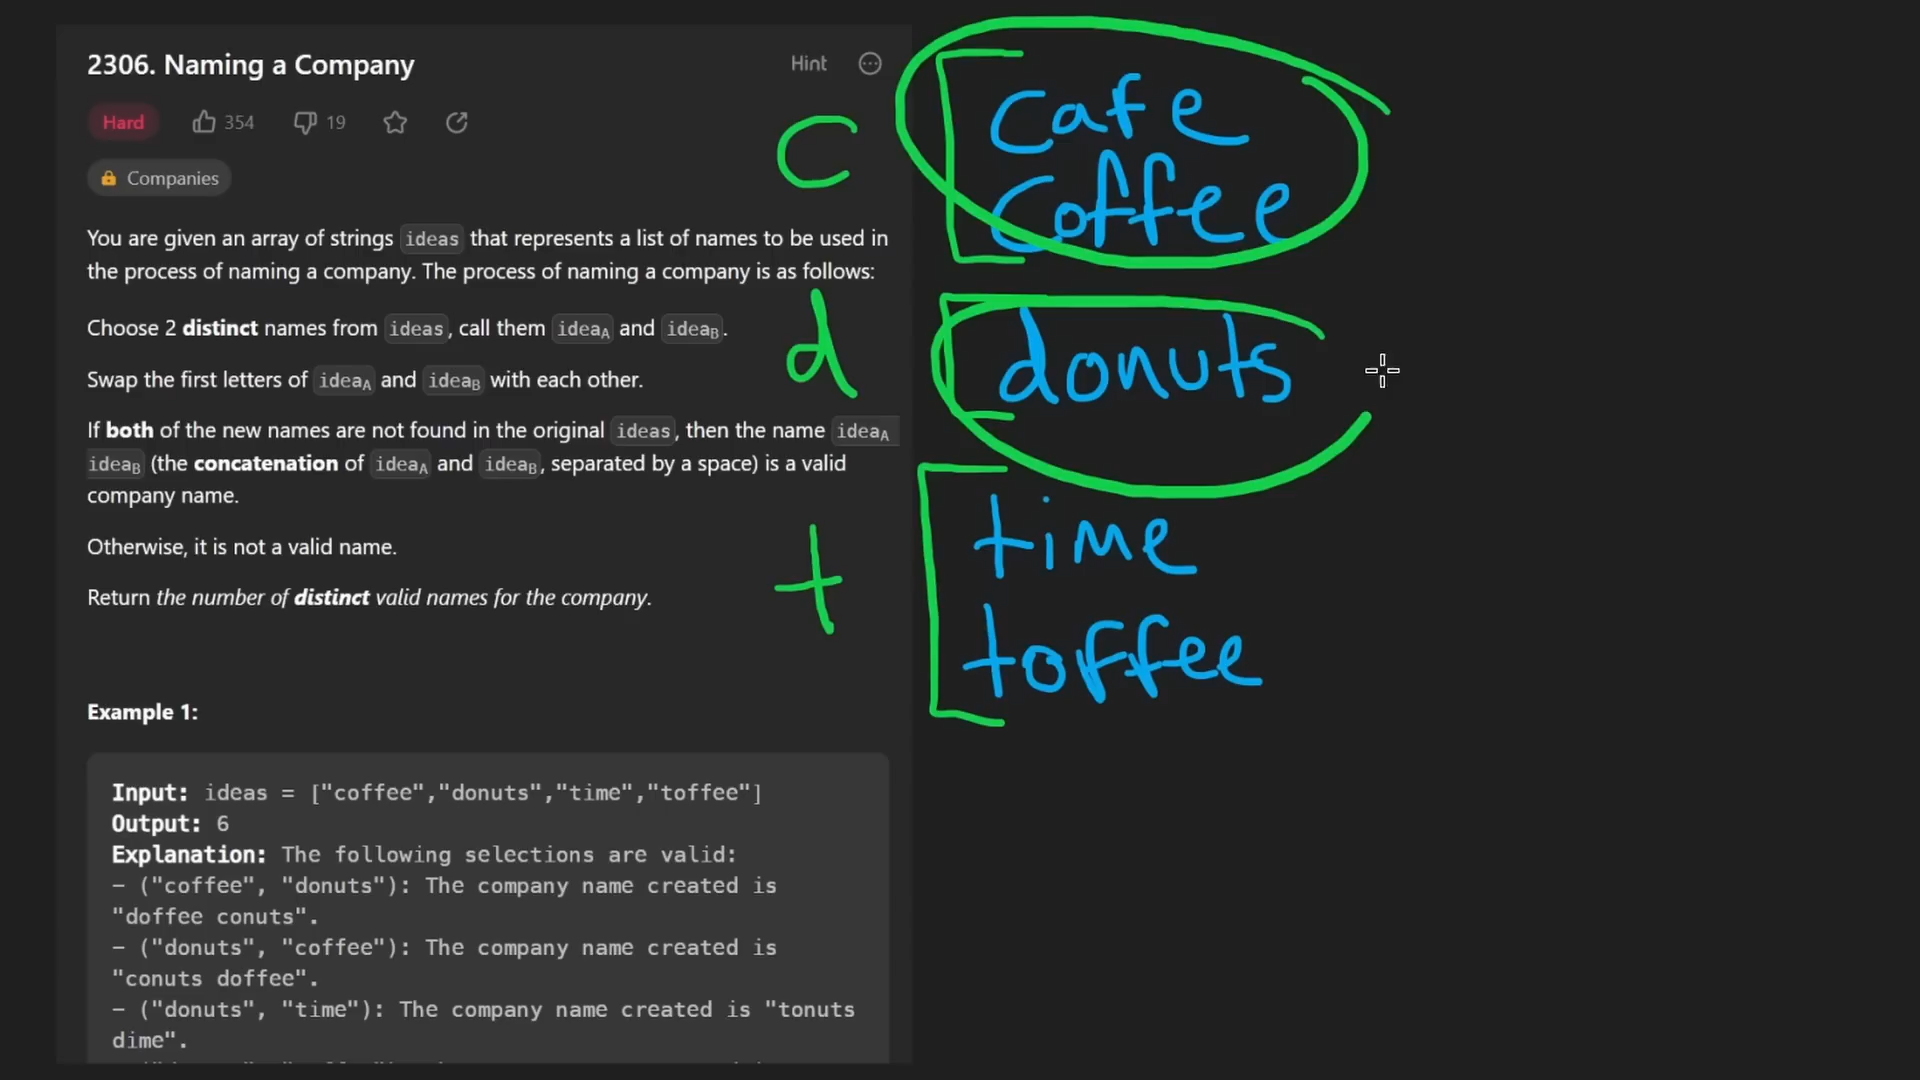 2306. Naming a Company
Hint
Hard 354 19
Companies
You are given an array of strings ideas that represents a list of names to be used in
the process of naming a company. The process of naming a company is as follows:
Choose 2 distinct names from ideas, call them ideaA and ideaB.
Swap the first letters of ideaA and ideaB with each other.
If both of the new names are not found in the original ideas, then the name ideaA
ideaB (the concatenation of ideaA and ideaB, separated by a space) is a valid
company name.
Otherwise, it is not a valid name.
Return the number of distinct valid names for the company.
Example 1:
Input: ideas = ["coffee","donuts","time","toffee"]
Output: 6
Explanation: The following selections are valid:
- ("coffee", "donuts"): The company name created is
"doffee conuts".
- ("donuts", "coffee"): The company name created is
"conuts doffee".
- ("donuts", "time"): The company name created is "tonuts
dime".
c
cafe
coffee
d
donuts
t
time
toffee